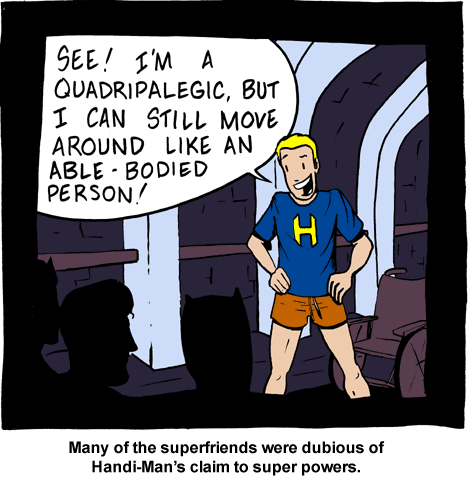 SEE! I'M A
QUADRIPALEGIC, BUT
I CAN STILL MOVE
AROUND LIKE AN
ABLE-BODIED
PERSON!
H
Many of the superfriends were dubious of
Handi-Man's claim to super powers.